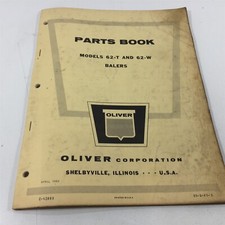 PARTS BOOK
MODELS 62-T AND 62-W
BALERS
OLIVER
OLIVER CORPORATION
SHELBYVILLE, ILLINOIS - - - U.S.A.